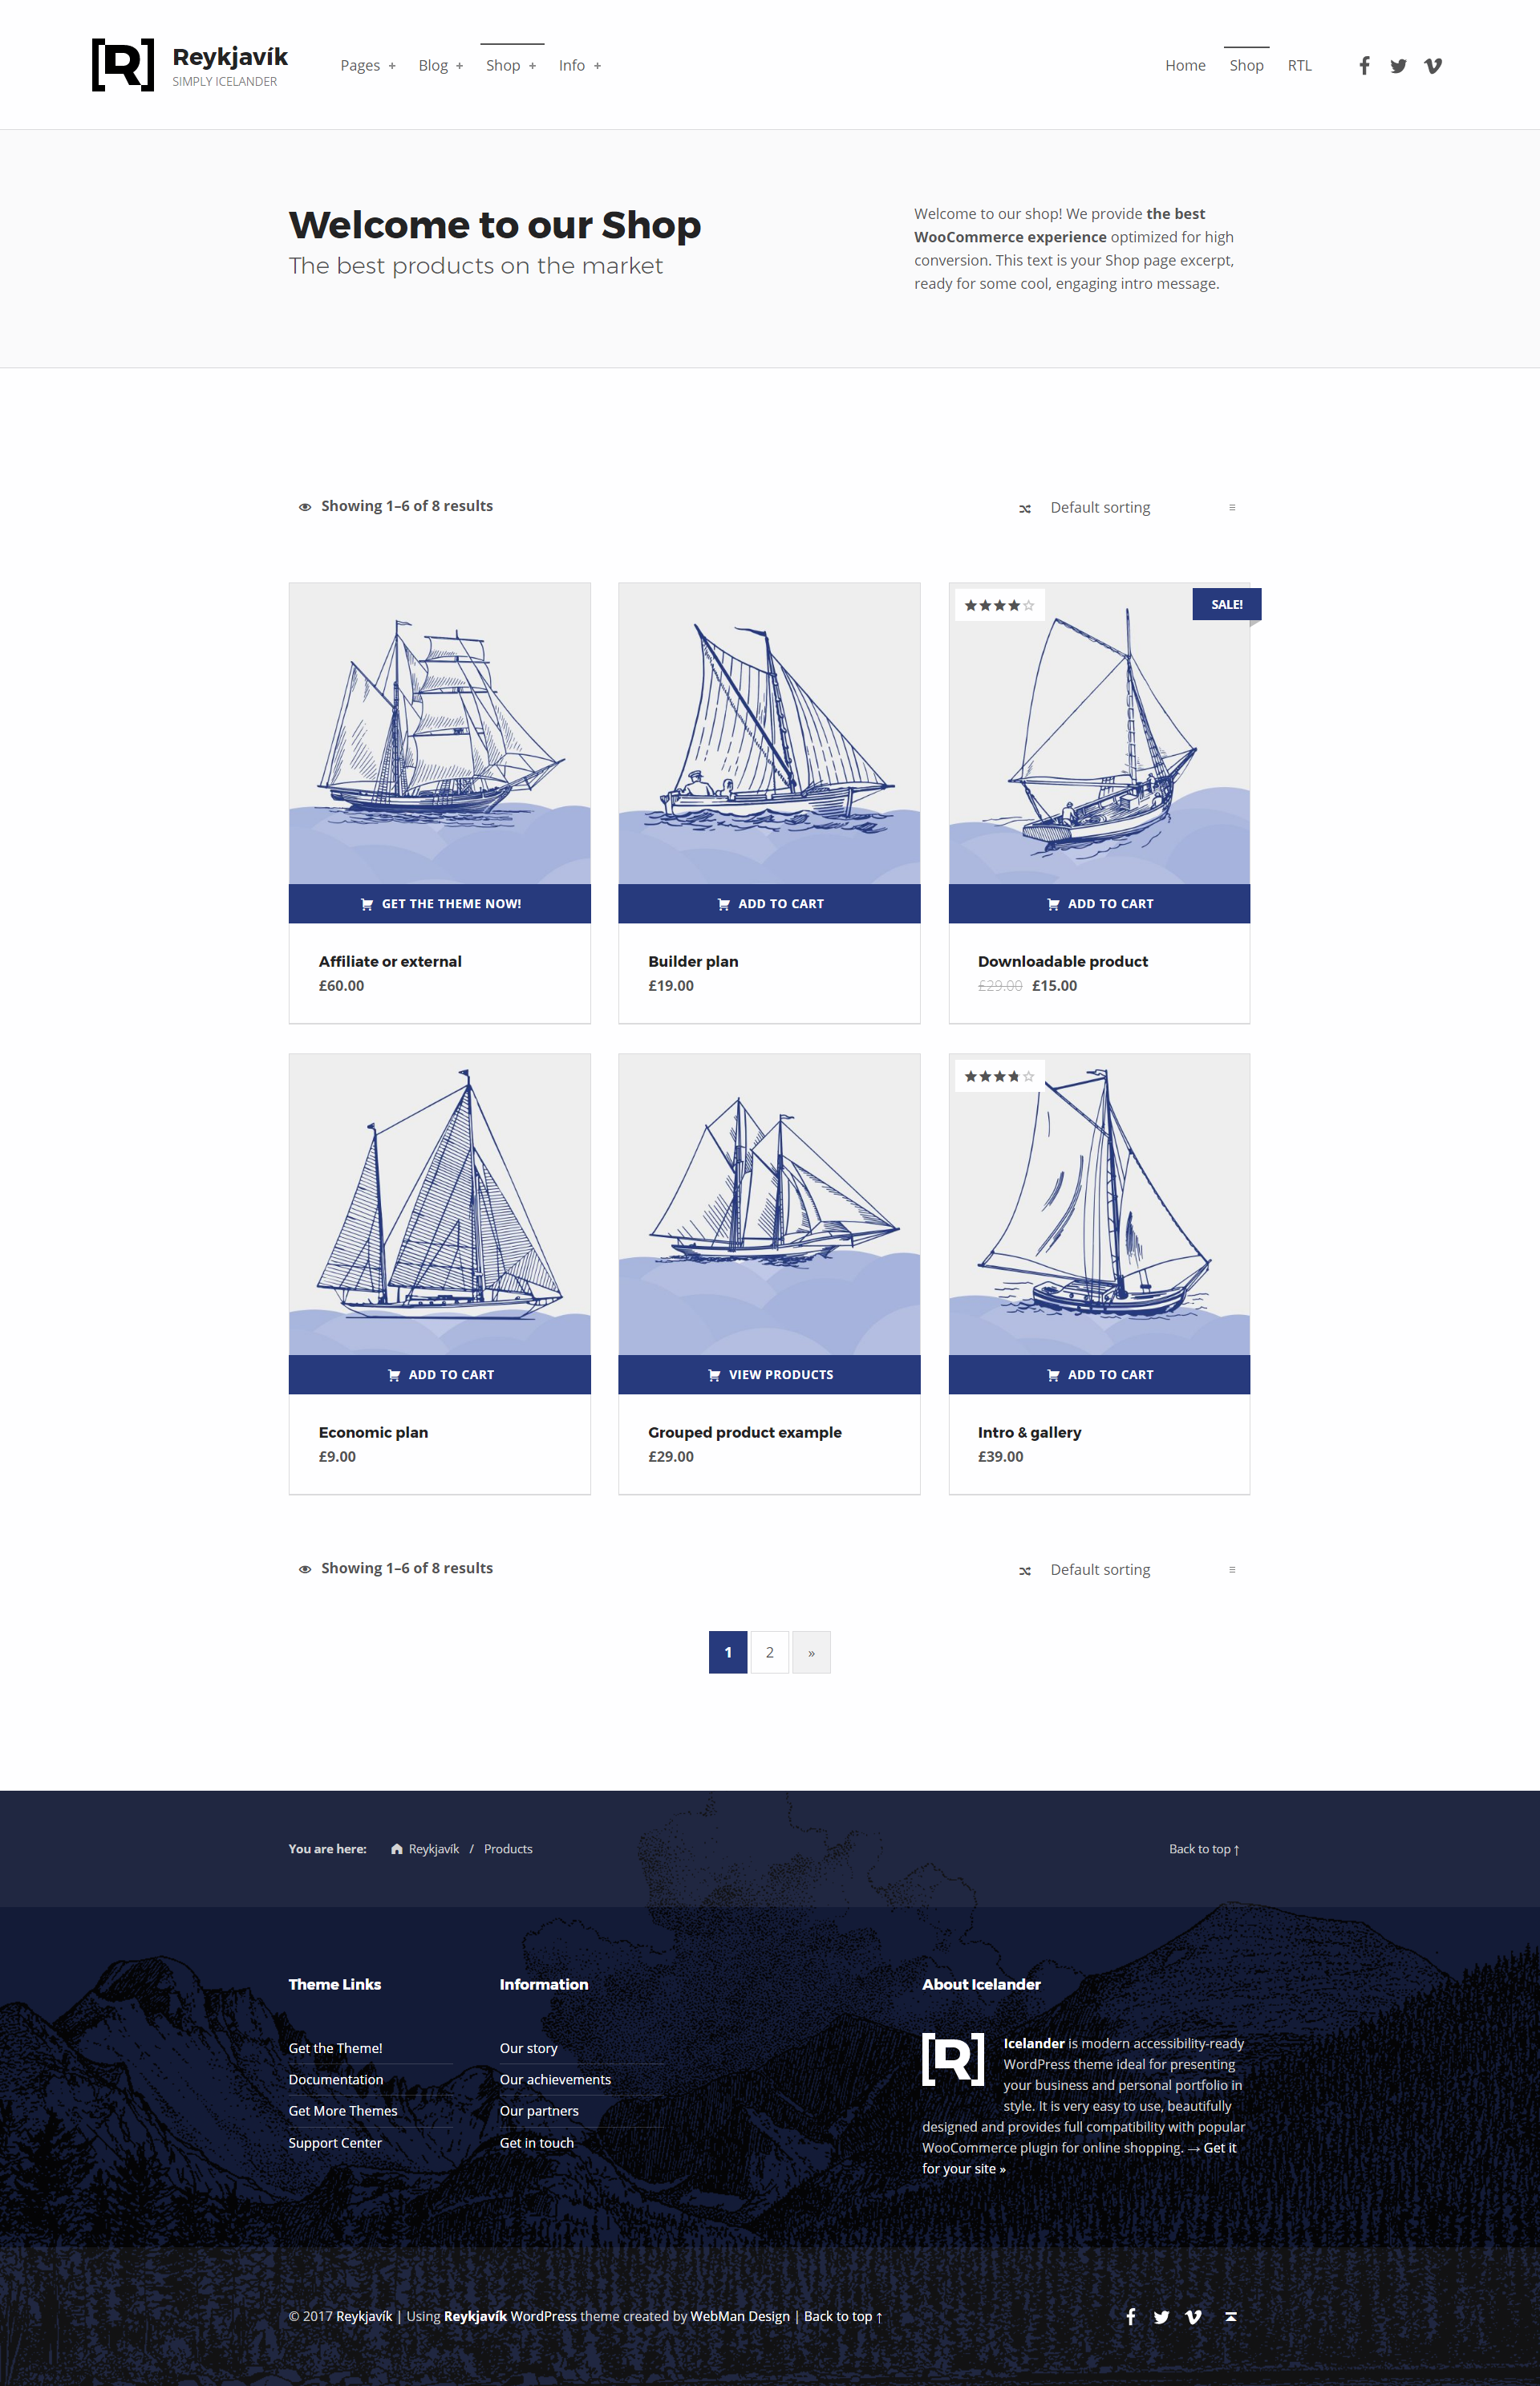 R
Reykjavík
SIMPLY ICELANDER
Pages + Blog + Shop + Info +
Home Shop RTL
Welcome to our Shop
The best products on the market
Welcome to our shop! We provide the best
WooCommerce experience optimized for high
conversion. This text is your Shop page excerpt,
ready for some cool, engaging intro message.
Showing 1–6 of 8 results
Default sorting
SALE!
GET THE THEME NOW!
Affiliate or external
£60.00
ADD TO CART
Builder plan
£19.00
ADD TO CART
Downloadable product
£29.00 £15.00
ADD TO CART
Economic plan
£9.00
VIEW PRODUCTS
Grouped product example
£29.00
ADD TO CART
Intro & gallery
£39.00
Showing 1–6 of 8 results
Default sorting
1 2 »
You are here: Reykjavík / Products
Back to top ↑
Theme Links
Get the Theme!
Documentation
Get More Themes
Support Center
Information
Our story
Our achievements
Our partners
Get in touch
About Icelander
R
Icelander is modern accessibility-ready
WordPress theme ideal for presenting
your business and personal portfolio in
style. It is very easy to use, beautifully
designed and provides full compatibility with popular
WooCommerce plugin for online shopping. → Get it
for your site »
© 2017 Reykjavík | Using Reykjavík WordPress theme created by WebMan Design | Back to top ↑